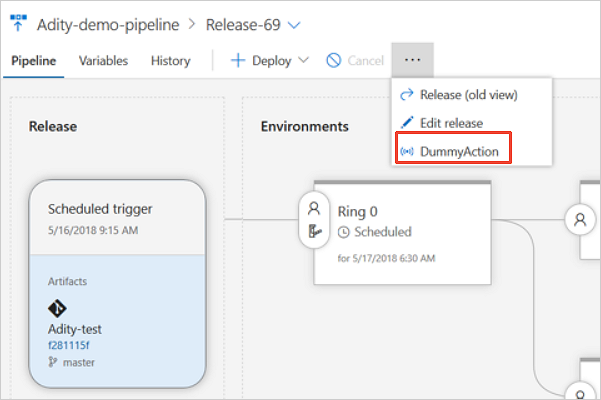 Adity-demo-pipeline > Release-69
Pipeline Variables History + Deploy Cancel ...
Release (old view)
Edit release
DummyAction
Release
Environments
Scheduled trigger
5/16/2018 9:15 AM
Artifacts
Adity-test
f281115f
master
Ring 0
Scheduled
for 5/17/2018 6:30 AM